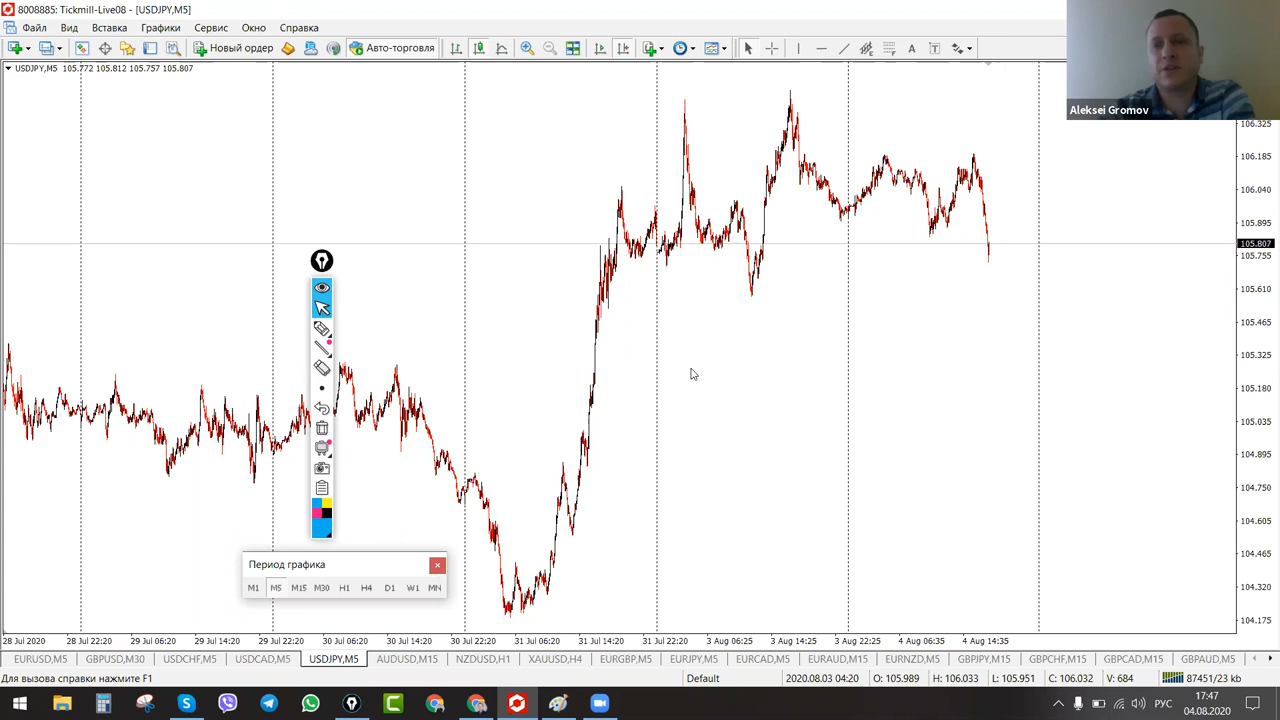 8008885: Tickmill-Live08 - [USDJPY,M5]
Файл Вид Вставка Графики Сервис Окно Справка
Новый ордер Авто-торговля
USDJPY,M5 105.772 105.812 105.757 105.807
Aleksei Gromov
106.325
106.185
106.040
105.895
105.807
105.755
105.610
105.465
105.325
105.180
105.035
104.895
104.750
104.605
104.465
104.320
104.175
Период графика
M1 M5 M15 M30 H1 H4 D1 W1 MN
28 Jul 2020 28 Jul 22:20 29 Jul 06:20 29 Jul 14:20 29 Jul 22:20 30 Jul 06:20 30 Jul 14:20 30 Jul 22:20 31 Jul 06:20 31 Jul 14:20 31 Jul 22:20 3 Aug 06:25 3 Aug 14:25 3 Aug 22:25 4 Aug 06:35 4 Aug 14:35
EURUSD,M5 GBPUSD,M30 USDCHF,M5 USDCAD,M5 USDJPY,M5 AUDUSD,M15 NZDUSD,H1 XAUUSD,H4 EURGBP,M5 EURJPY,M5 EURCAD,M5 EURAUD,M15 EURNZD,M5 GBPJPY,M15 GBPCHF,M15 GBPCAD,M15 GBPAUD,M5
Для вызова справки нажмите F1 Default 2020.08.03 04:20 O: 105.989 H: 106.033 L: 105.951 C: 106.032 V: 684 87451/23 kb
РУС 17:47
04.08.2020